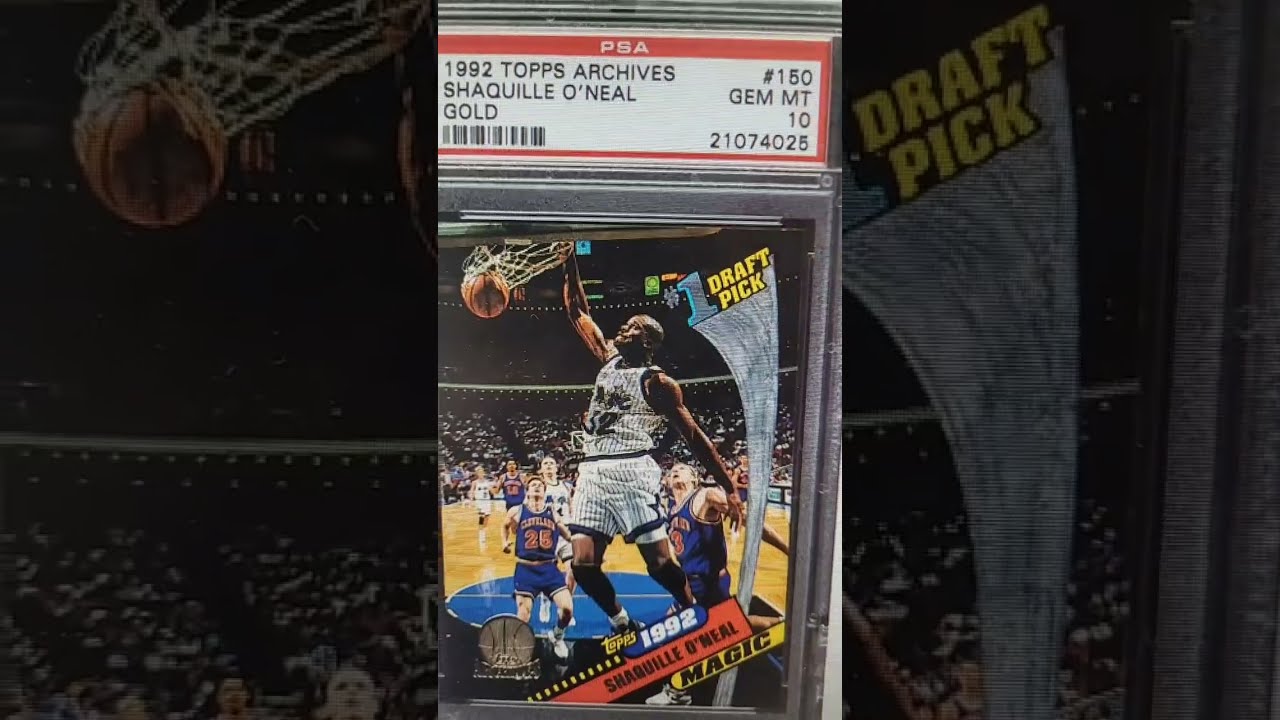 PSA
1992 TOPPS ARCHIVES #150
SHAQUILLE O'NEAL GEM MT
GOLD 10
21074025
#1 DRAFT
PICK
CLEVELAND
25
3
Topps 1992
SHAQUILLE O'NEAL
MAGIC
DRAFT
PICK